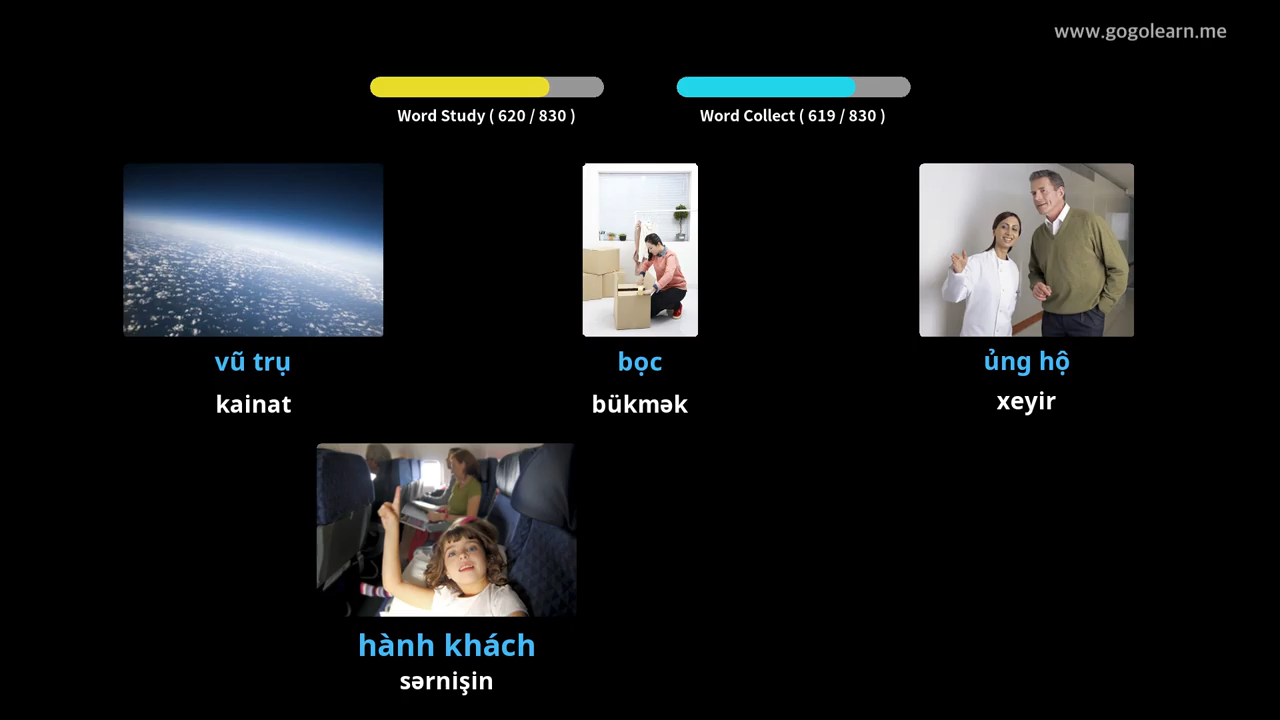 www.gogolearn.me
Word Study ( 620 / 830 )
Word Collect ( 619 / 830 )
vũ trụ
kainat
bọc
bükmək
ủng hộ
xeyir
hành khách
sərnişin